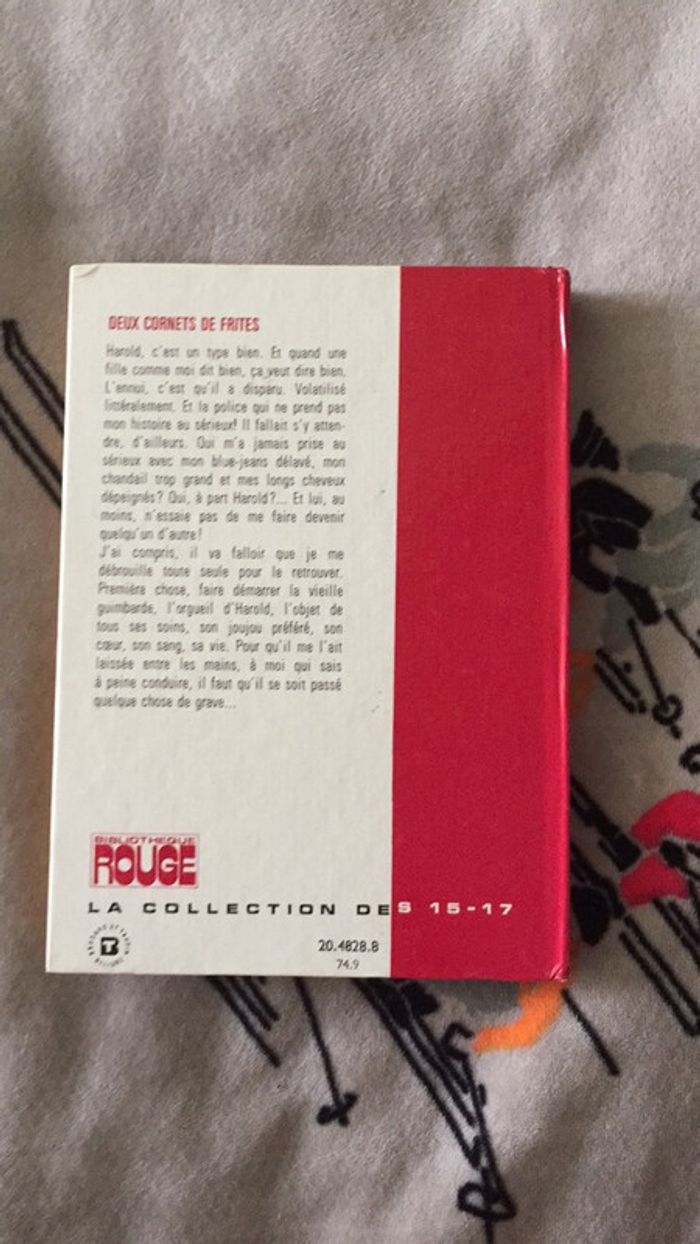 DEUX CORNETS DE FRITES
Harold, c'est un type bien. Et quand une
fille comme moi dit bien, ça veut dire bien.
L'ennui, c'est qu'il a disparu. Volatilisé
littéralement. Et la police qui ne prend pas
mon histoire au sérieux! Il fallait s'y atten-
dre, d'ailleurs. Qui m'a jamais prise au
sérieux avec mon blue-jeans délavé, mon
chandail trop grand et mes longs cheveux
dépeignés? Qui, à part Harold?... Et lui, au
moins, n'essaie pas de me faire devenir
quelqu'un d'autre!
J'ai compris, il va falloir que je me
débrouille toute seule pour le retrouver.
Première chose, faire démarrer la vieille
guimbarde, l'orgueil d'Harold, l'objet de
tous ses soins, son joujou préféré, son
cœur, son sang, sa vie. Pour qu'il me l'ait
laissée entre les mains, à moi qui sais
à peine conduire, il faut qu'il se soit passé
quelque chose de grave...
BIBLIOTHEQUE
ROUGE
LA COLLECTION DES 15-17
20.4828.8
74.9